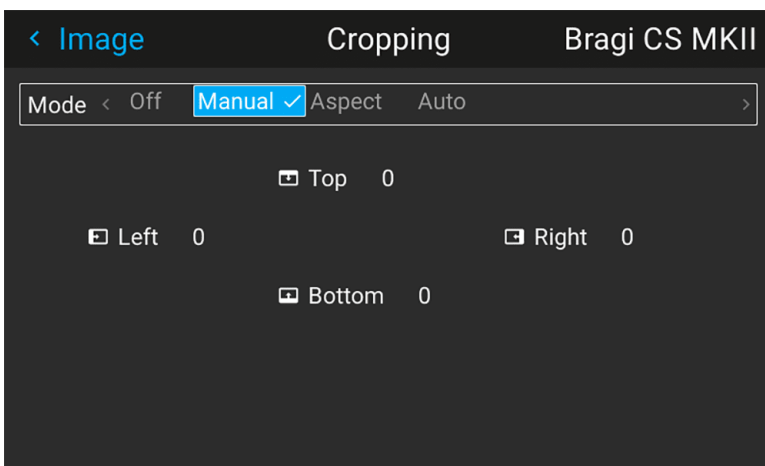 < Image Cropping Bragi CS MKII
Mode < Off Manual ✓ Aspect Auto >
Top 0
Left 0 Right 0
Bottom 0